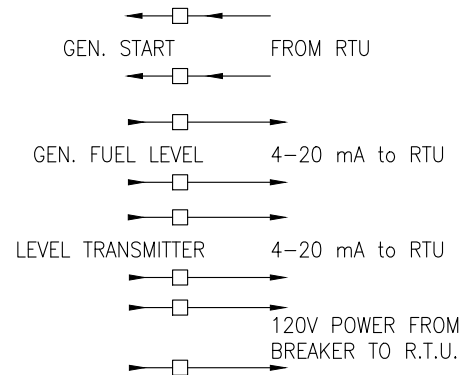 GEN. START FROM RTU
GEN. FUEL LEVEL 4-20 mA to RTU
LEVEL TRANSMITTER 4-20 mA to RTU
120V POWER FROM
BREAKER TO R.T.U.